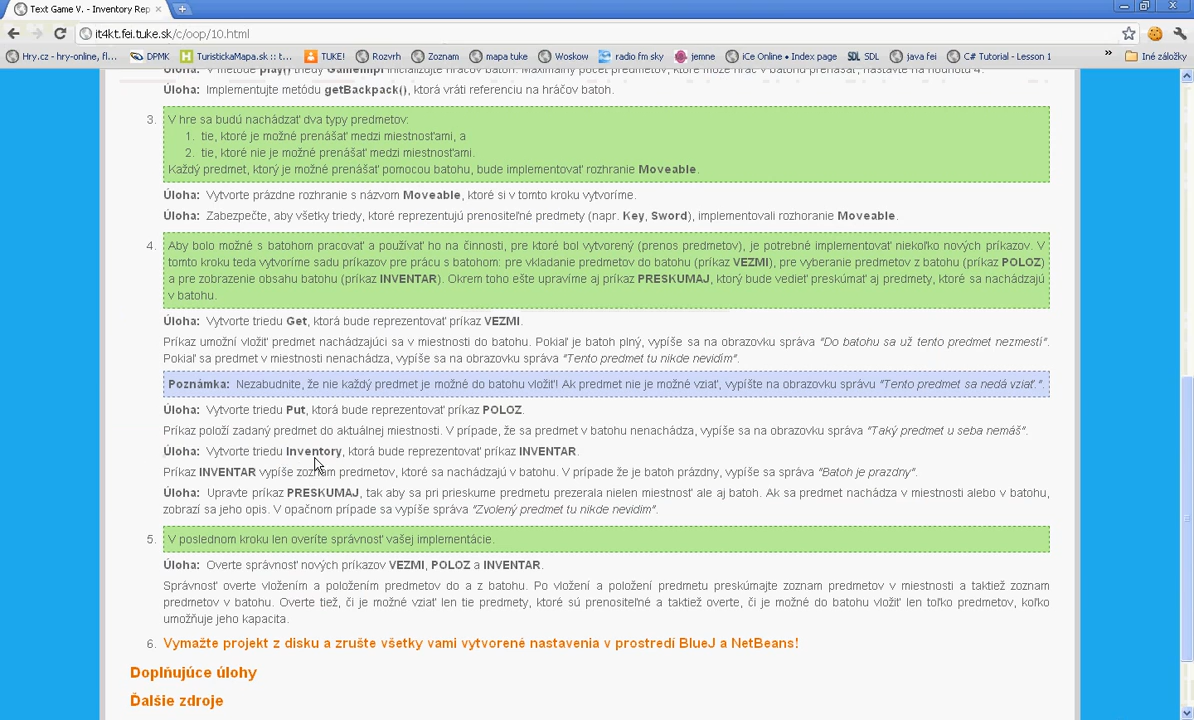 Text Game V. - Inventory Rep
it4kt.fei.tuke.sk/c/oop/10.html
Hry.cz - hry-online, fl... DPMK TuristickaMapa.sk :: t... TUKE! Rozvrh Zoznam mapa tuke Woskow radio fm sky jemne iCe Online • Index page SDL java fei C# Tutorial - Lesson 1 » Iné záložky
V metóde play() triedy GameImpl inicializujte hráčov batoh. Maximálny počet predmetov, ktoré môže hráč v batohu prenášať, nastavte na hodnotu 4.
Úloha: Implementujte metódu getBackpack(), ktorá vráti referenciu na hráčov batoh.
3. V hre sa budú nachádzať dva typy predmetov:
1. tie, ktoré je možné prenášať medzi miestnosťami, a
2. tie, ktoré nie je možné prenášať medzi miestnosťami.
Každý predmet, ktorý je možné prenášať pomocou batohu, bude implementovať rozhranie Moveable.
Úloha: Vytvorte prázdne rozhranie s názvom Moveable, ktoré si v tomto kroku vytvoríme.
Úloha: Zabezpečte, aby všetky triedy, ktoré reprezentujú prenositeľné predmety (napr. Key, Sword), implementovali rozhoranie Moveable.
4. Aby bolo možné s batohom pracovať a používať ho na činnosti, pre ktoré bol vytvorený (prenos predmetov), je potrebné implementovať niekoľko nových príkazov. V
tomto kroku teda vytvoríme sadu príkazov pre prácu s batohom: pre vkladanie predmetov do batohu (príkaz VEZMI), pre vyberanie predmetov z batohu (príkaz POLOZ)
a pre zobrazenie obsahu batohu (príkaz INVENTAR). Okrem toho ešte upravíme aj príkaz PRESKUMAJ, ktorý bude vedieť preskúmať aj predmety, ktoré sa nachádzajú
v batohu.
Úloha: Vytvorte triedu Get, ktorá bude reprezentovať príkaz VEZMI.
Príkaz umožní vložiť predmet nachádzajúci sa v miestnosti do batohu. Pokiaľ je batoh plný, vypíše sa na obrazovku správa "Do batohu sa už tento predmet nezmestí".
Pokiaľ sa predmet v miestnosti nenachádza, vypíše sa na obrazovku správa "Tento predmet tu nikde nevidím".
Poznámka: Nezabudnite, že nie každý predmet je možné do batohu vložiť! Ak predmet nie je možné vziať, vypíšte na obrazovku správu "Tento predmet sa nedá vziať.".
Úloha: Vytvorte triedu Put, ktorá bude reprezentovať príkaz POLOZ.
Príkaz položí zadaný predmet do aktuálnej miestnosti. V prípade, že sa predmet v batohu nenachádza, vypíše sa na obrazovku správa "Taký predmet u seba nemáš".
Úloha: Vytvorte triedu Inventory, ktorá bude reprezentovať príkaz INVENTAR.
Príkaz INVENTAR vypíše zoznam predmetov, ktoré sa nachádzajú v batohu. V prípade že je batoh prázdny, vypíše sa správa "Batoh je prazdny".
Úloha: Upravte príkaz PRESKUMAJ, tak aby sa pri prieskume predmetu prezerala nielen miestnosť ale aj batoh. Ak sa predmet nachádza v miestnosti alebo v batohu,
zobrazí sa jeho opis. V opačnom prípade sa vypíše správa "Zvolený predmet tu nikde nevidím".
5. V poslednom kroku len overíte správnosť vašej implementácie.
Úloha: Overte správnosť nových príkazov VEZMI, POLOZ a INVENTAR.
Správnosť overte vložením a položením predmetov do a z batohu. Po vložení a položení predmetu preskúmajte zoznam predmetov v miestnosti a taktiež zoznam
predmetov v batohu. Overte tiež, či je možné vziať len tie predmety, ktoré sú prenositeľné a taktiež overte, či je možné do batohu vložiť len toľko predmetov, koľko
umožňuje jeho kapacita.
6. Vymažte projekt z disku a zrušte všetky vami vytvorené nastavenia v prostredí BlueJ a NetBeans!
Doplňujúce úlohy
Ďalšie zdroje